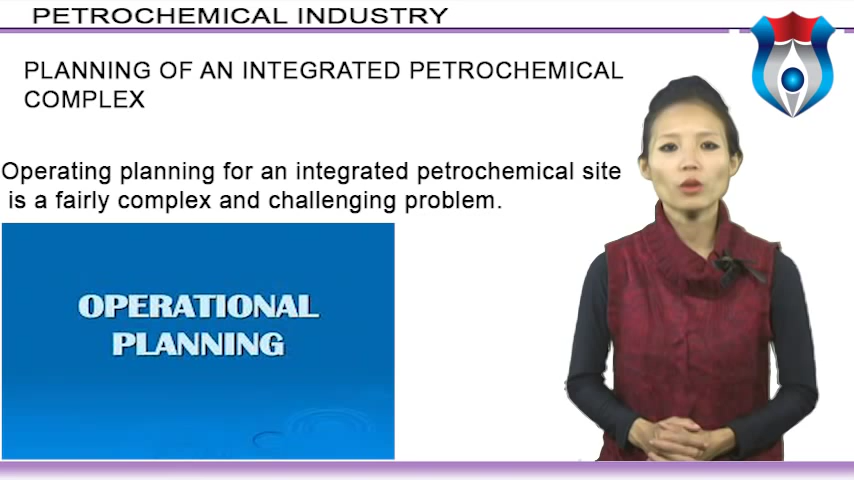 PETROCHEMICAL INDUSTRY
PLANNING OF AN INTEGRATED PETROCHEMICAL
COMPLEX
Operating planning for an integrated petrochemical site
is a fairly complex and challenging problem.
OPERATIONAL
PLANNING